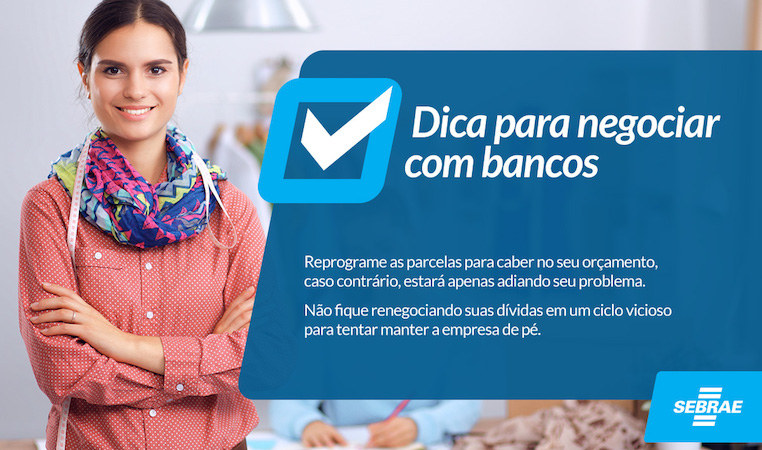 Dica para negociar
com bancos
Reprograme as parcelas para caber no seu orçamento,
caso contrário, estará apenas adiando seu problema.
Não fique renegociando suas dívidas em um ciclo vicioso
para tentar manter a empresa de pé.
SEBRAE